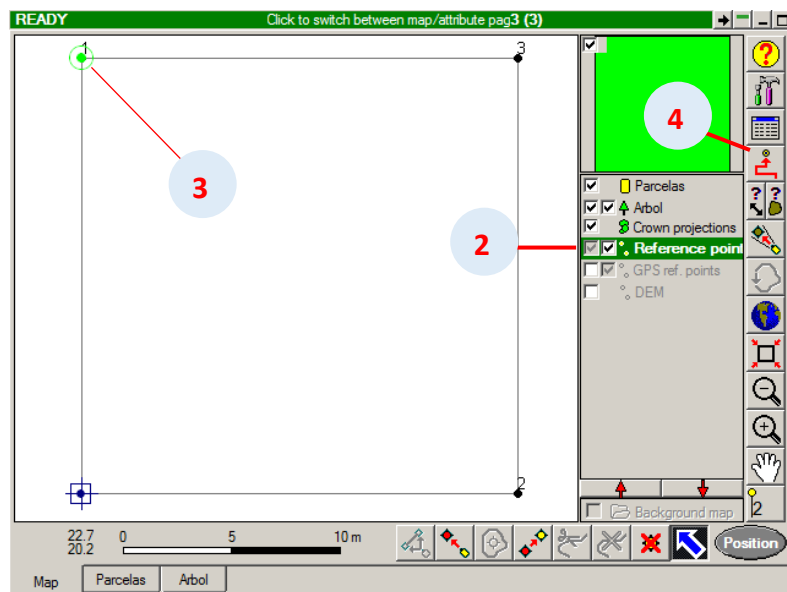 READY Click to switch between map/attribute pag3 (3)
1
3
4
3
Parcelas
Arbol
Crown projections
2
Reference point
GPS ref. points
DEM
2
2
Background map
22.7 0 5 10 m
20.2
Position
Map Parcelas Arbol